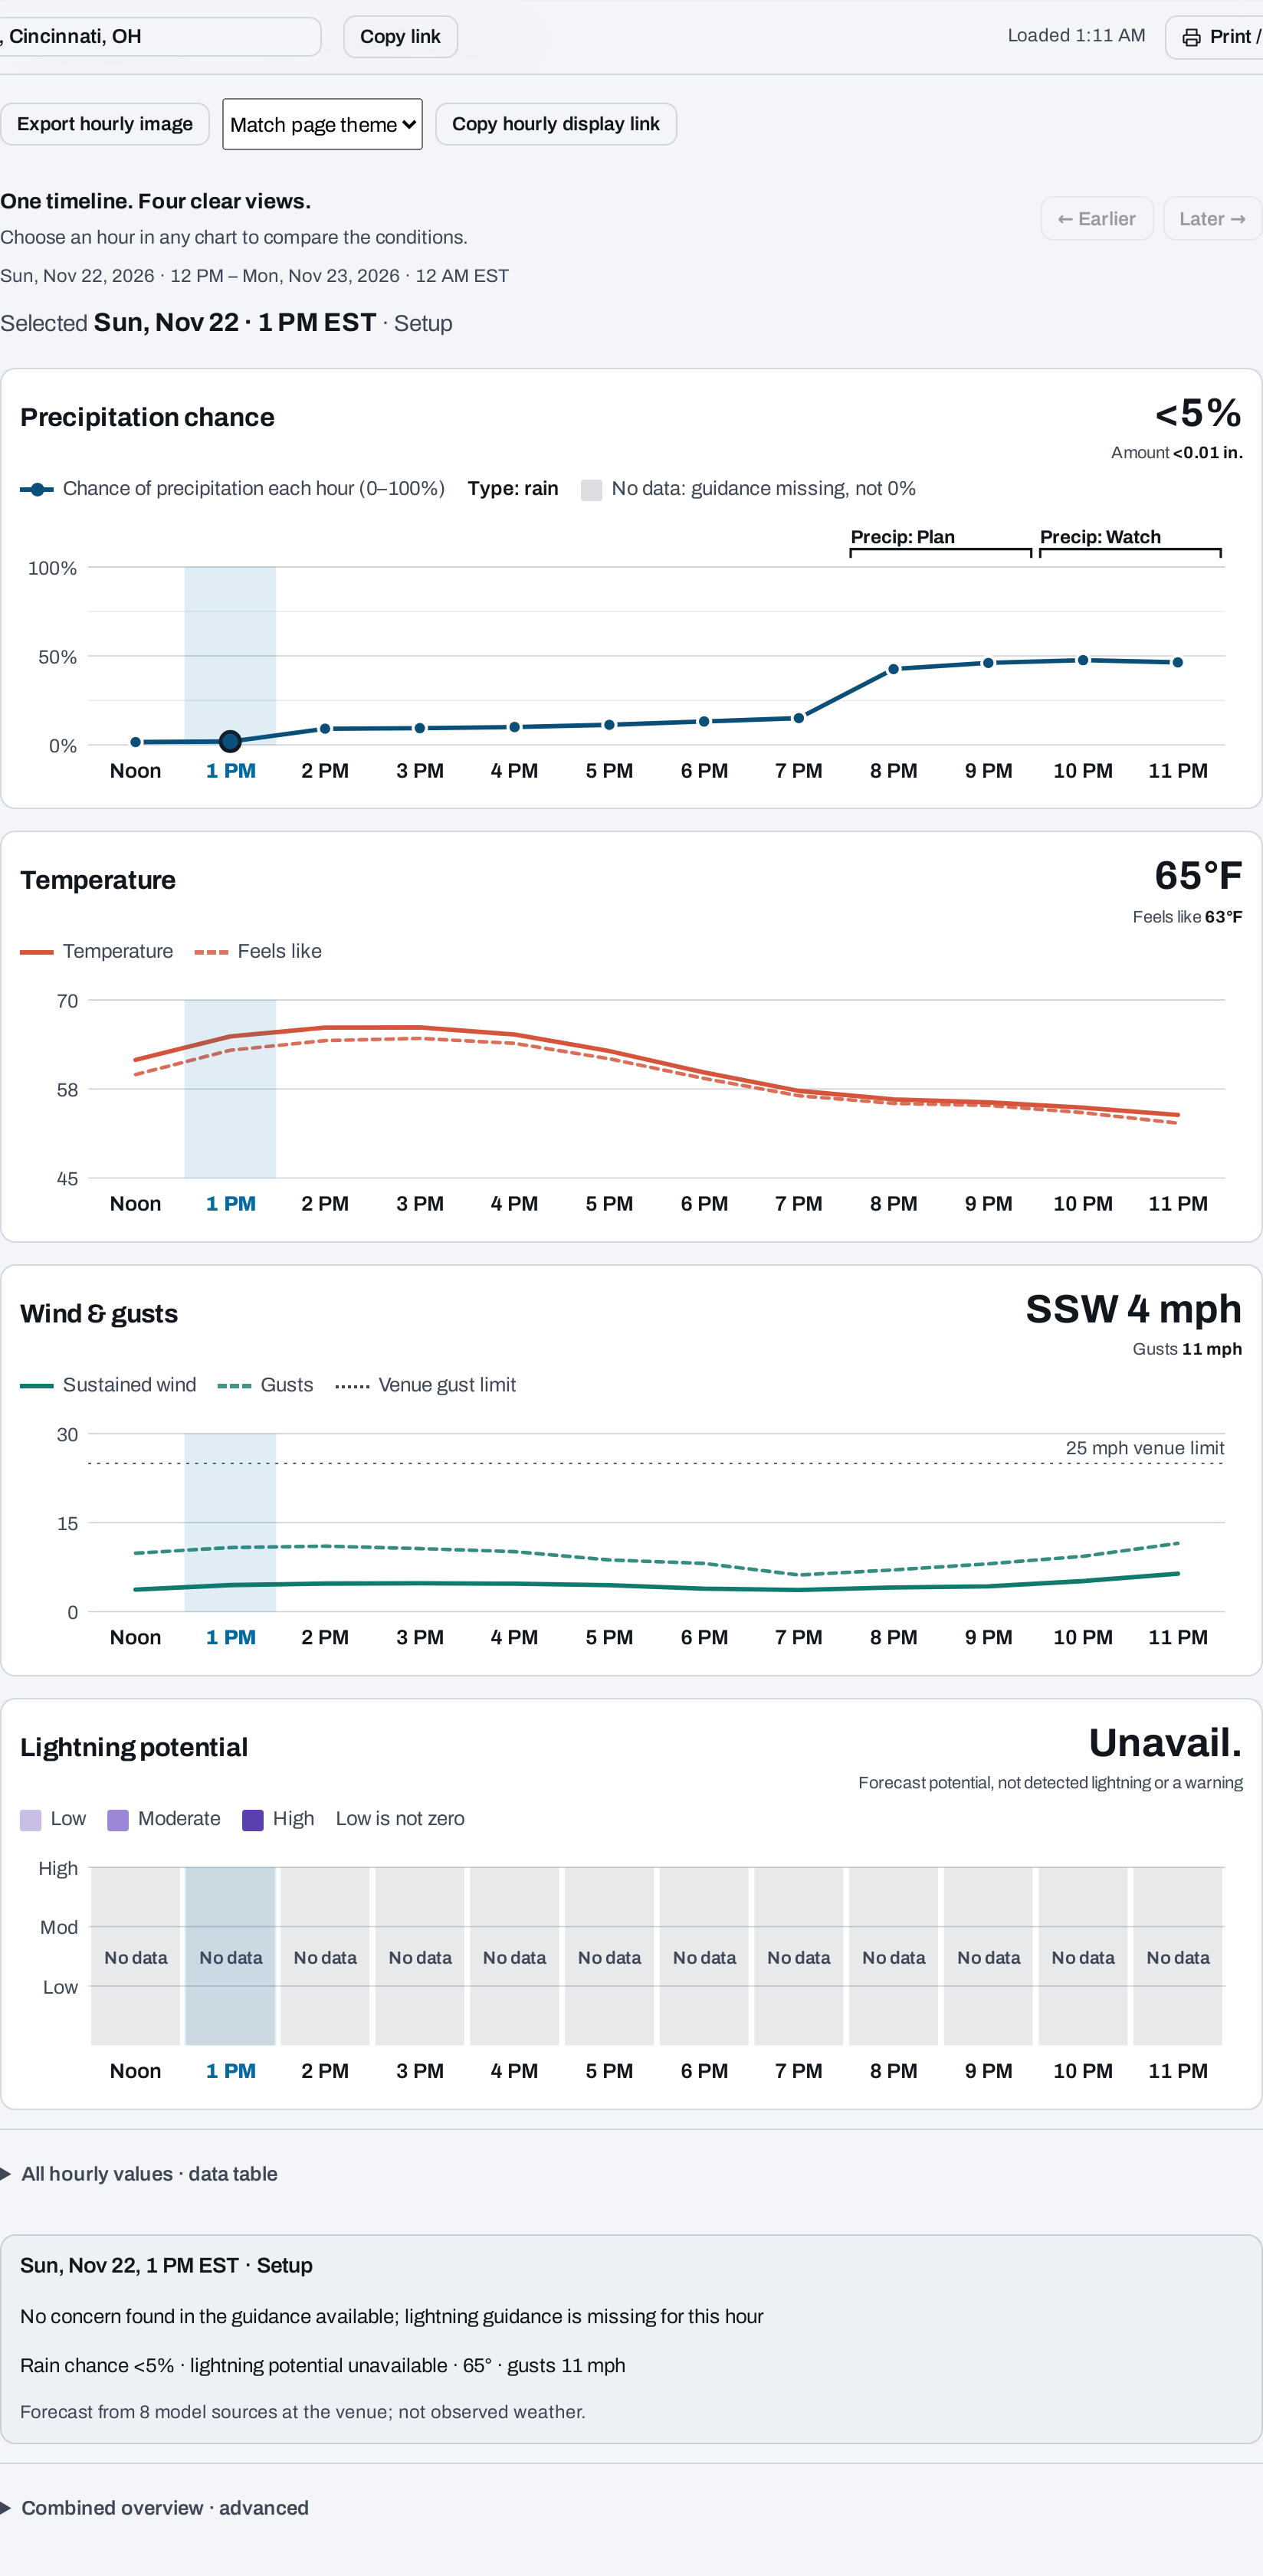 , Cincinnati, OH
Copy link
Loaded 1:11 AM
Print /
Export hourly image
Match page theme
Copy hourly display link
One timeline. Four clear views.
Choose an hour in any chart to compare the conditions.
← Earlier
Later →
Sun, Nov 22, 2026 · 12 PM – Mon, Nov 23, 2026 · 12 AM EST
Selected Sun, Nov 22 · 1 PM EST · Setup
Precipitation chance
<5%
Amount <0.01 in.
Chance of precipitation each hour (0–100%)
Type: rain
No data: guidance missing, not 0%
Precip: Plan
Precip: Watch
100%
50%
0%
Noon 1 PM 2 PM 3 PM 4 PM 5 PM 6 PM 7 PM 8 PM 9 PM 10 PM 11 PM
Temperature
65°F
Feels like 63°F
Temperature
Feels like
70
58
45
Noon 1 PM 2 PM 3 PM 4 PM 5 PM 6 PM 7 PM 8 PM 9 PM 10 PM 11 PM
Wind & gusts
SSW 4 mph
Gusts 11 mph
Sustained wind
Gusts
Venue gust limit
30
25 mph venue limit
15
0
Noon 1 PM 2 PM 3 PM 4 PM 5 PM 6 PM 7 PM 8 PM 9 PM 10 PM 11 PM
Lightning potential
Unavail.
Forecast potential, not detected lightning or a warning
Low
Moderate
High
Low is not zero
High
Mod
No data No data No data No data No data No data No data No data No data No data No data No data
Low
Noon 1 PM 2 PM 3 PM 4 PM 5 PM 6 PM 7 PM 8 PM 9 PM 10 PM 11 PM
All hourly values · data table
Sun, Nov 22, 1 PM EST · Setup
No concern found in the guidance available; lightning guidance is missing for this hour
Rain chance <5% · lightning potential unavailable · 65° · gusts 11 mph
Forecast from 8 model sources at the venue; not observed weather.
Combined overview · advanced